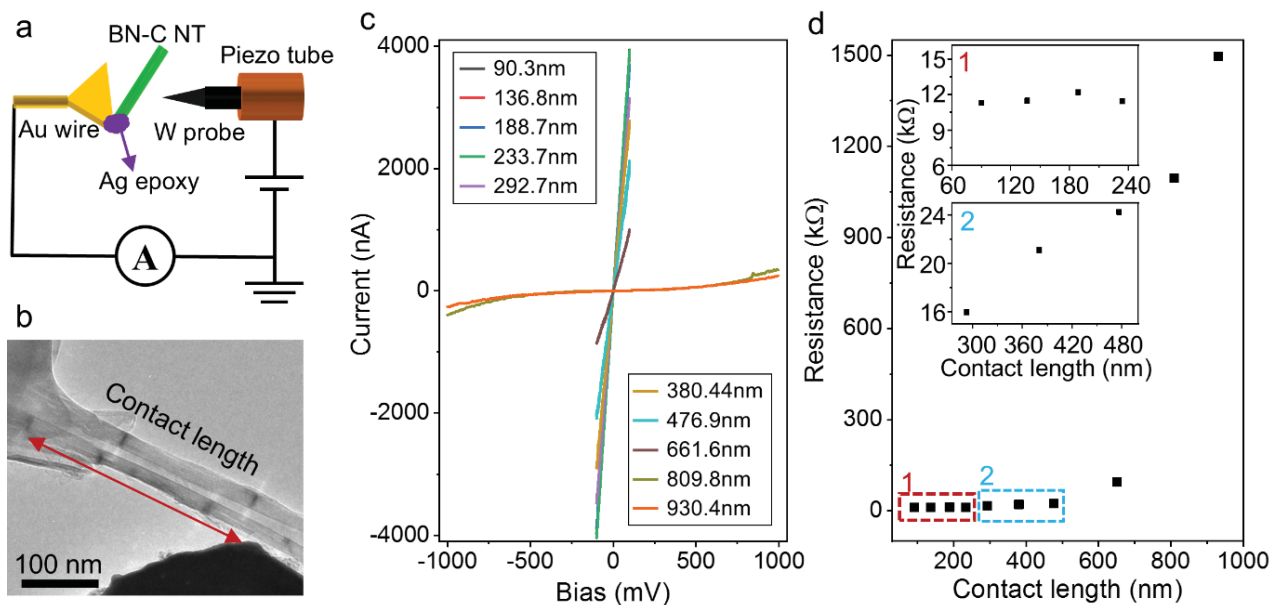 a
BN-C NT
Piezo tube
Au wire
W probe
Ag epoxy
A
b
Contact length
100 nm
c
4000
2000
0
-2000
-4000
Current (nA)
90.3nm
136.8nm
188.7nm
233.7nm
292.7nm
380.44nm
476.9nm
661.6nm
809.8nm
930.4nm
-1000 -500 0 500 1000
Bias (mV)
d
1500
1200
900
600
300
0
Resistance (kΩ)
1
15
12
9
6
60 120 180 240
(kΩ)
2
24
20
16
Resistance
300 360 420 480
Contact length (nm)
1
2
0 200 400 600 800 1000
Contact length (nm)